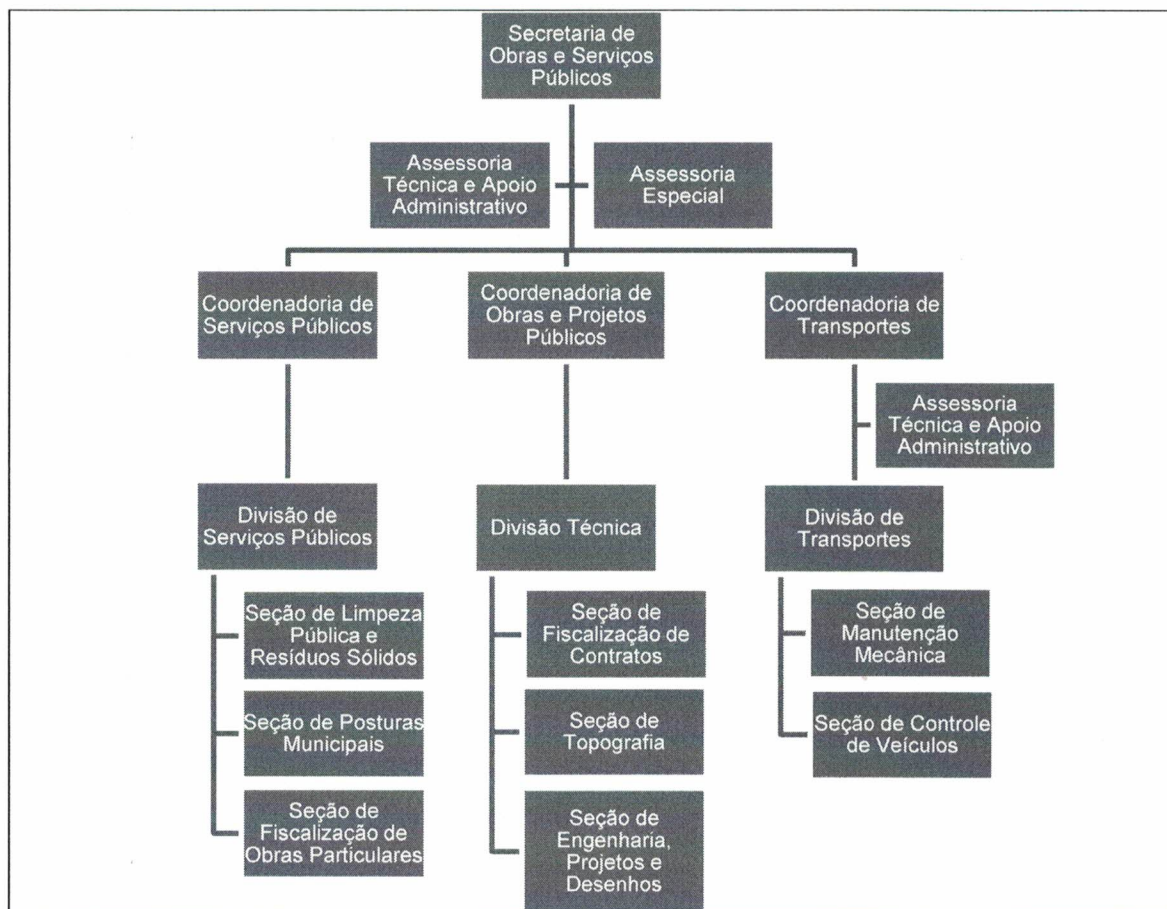 Secretaria de
Obras e Serviços
Públicos
Assessoria
Técnica e Apoio
Administrativo
Assessoria
Especial
Coordenadoria de
Serviços Públicos
Coordenadoria de
Obras e Projetos
Públicos
Coordenadoria de
Transportes
Assessoria
Técnica e Apoio
Administrativo
Divisão de
Serviços Públicos
Seção de Limpeza
Pública e
Resíduos Sólidos
Seção de Posturas
Municipais
Seção de
Fiscalização de
Obras Particulares
Divisão Técnica
Seção de
Fiscalização de
Contratos
Seção de
Topografia
Seção de
Engenharia,
Projetos e
Desenhos
Divisão de
Transportes
Seção de
Manutenção
Mecânica
Seção de Controle
de Veículos